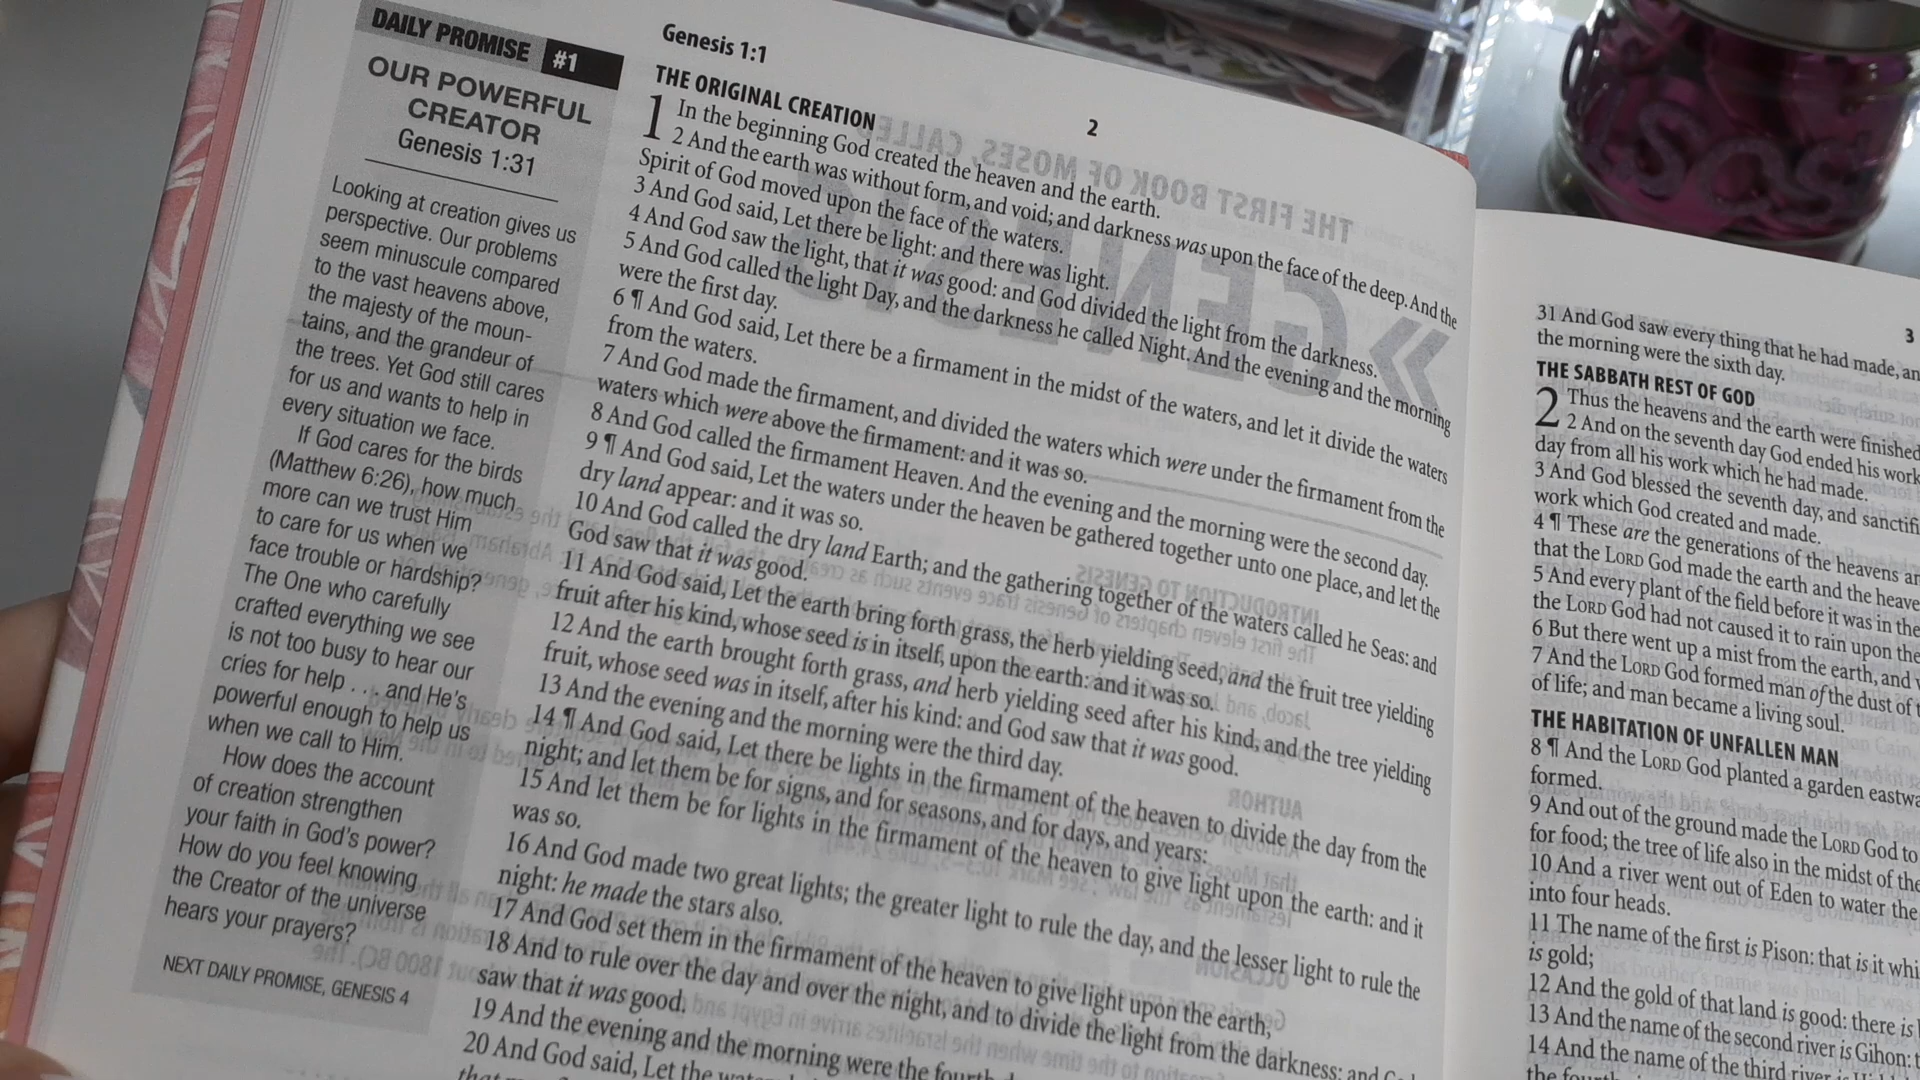 DAILY PROMISE #1
OUR POWERFUL
CREATOR
Genesis 1:31
Looking at creation gives us
perspective. Our problems
seem minuscule compared
to the vast heavens above,
the majesty of the moun-
tains, and the grandeur of
the trees. Yet God still cares
for us and wants to help in
every situation we face.
If God cares for the birds
(Matthew 6:26), how much
more can we trust Him
to care for us when we
face trouble or hardship?
The One who carefully
crafted everything we see
is not too busy to hear our
cries for help . . . and He's
powerful enough to help us
when we call to Him.
How does the account
of creation strengthen
your faith in God's power?
How do you feel knowing
the Creator of the universe
hears your prayers?
NEXT DAILY PROMISE, GENESIS 4
Genesis 1:1
2
THE ORIGINAL CREATION
1 In the beginning God created the heaven and the earth.
2 And the earth was without form, and void; and darkness was upon the face of the deep. And the
Spirit of God moved upon the face of the waters.
3 And God said, Let there be light: and there was light.
4 And God saw the light, that it was good: and God divided the light from the darkness.
5 And God called the light Day, and the darkness he called Night. And the evening and the morning
were the first day.
6 ¶ And God said, Let there be a firmament in the midst of the waters, and let it divide the waters
from the waters.
7 And God made the firmament, and divided the waters which were under the firmament from the
waters which were above the firmament: and it was so.
8 And God called the firmament Heaven. And the evening and the morning were the second day.
9 ¶ And God said, Let the waters under the heaven be gathered together unto one place, and let the
dry land appear: and it was so.
10 And God called the dry land Earth; and the gathering together of the waters called he Seas: and
God saw that it was good.
11 And God said, Let the earth bring forth grass, the herb yielding seed, and the fruit tree yielding
fruit after his kind, whose seed is in itself, upon the earth: and it was so.
12 And the earth brought forth grass, and herb yielding seed after his kind, and the tree yielding
fruit, whose seed was in itself, after his kind: and God saw that it was good.
13 And the evening and the morning were the third day.
14 ¶ And God said, Let there be lights in the firmament of the heaven to divide the day from the
night; and let them be for signs, and for seasons, and for days, and years:
15 And let them be for lights in the firmament of the heaven to give light upon the earth: and it
was so.
16 And God made two great lights; the greater light to rule the day, and the lesser light to rule the
night: he made the stars also.
17 And God set them in the firmament of the heaven to give light upon the earth,
18 And to rule over the day and over the night, and to divide the light from the darkness: and
saw that it was good.
19 And the evening and the morning were the
20 And God said, Let the
3
31 And God saw every thing that he had made,
the morning were the sixth day.
THE SABBATH REST OF GOD
2 Thus the heavens and the earth were finished
2 And on the seventh day God ended his work
day from all his work which he had made.
3 And God blessed the seventh day, and
work which God created and made.
4 ¶ These are the generations of the heavens
that the LORD God made the earth and the
5 And every plant of the field before it was in the
the LORD God had not caused it to rain upon the
6 But there went up a mist from the earth, and
7 And the LORD God formed man of the dust of
of life; and man became a living soul.
THE HABITATION OF UNFALLEN MAN
8 ¶ And the LORD God planted a garden
formed.
9 And out of the ground made the LORD God to
for food; the tree of life also in the midst of the
10 And a river went out of Eden to water the
into four heads.
11 The name of the first is Pison: that is it
is gold;
12 And the gold of that land is good: there is
13 And the name of the second river is Gihon:
14 And the name of the third river